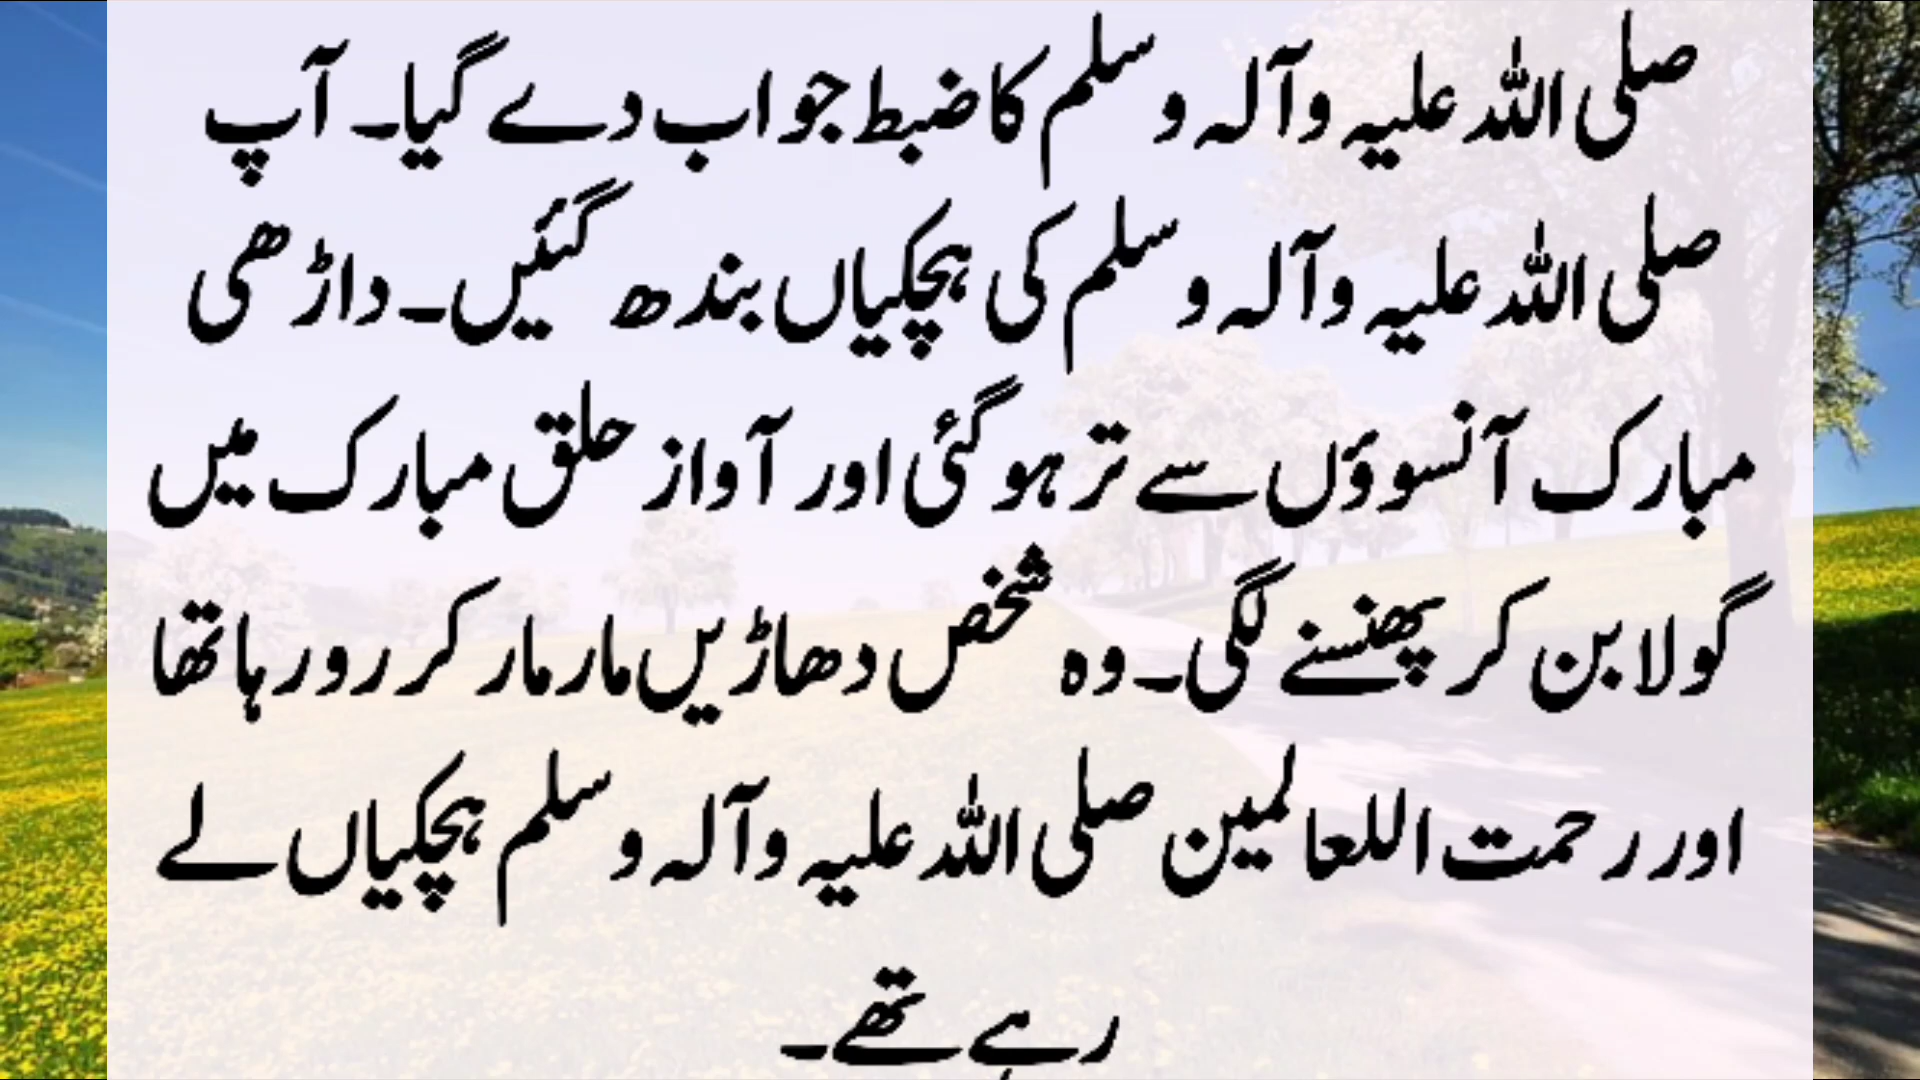 صلی اللہ علیہ وآلہ وسلم کا ضبط جواب دے گیا۔ آپ
صلی اللہ علیہ وآلہ وسلم کی ہچکیاں بندھ گئیں۔ داڑھی
مبارک آنسوؤں سے تر ہوگئی اور آواز حلق مبارک میں
گولا بن کر پھنسنے لگی۔ وہ شخص دھاڑیں مار مار کر رو رہا تھا
اور رحمت اللعالمین صلی اللہ علیہ وآلہ وسلم ہچکیاں لے
رہے تھے۔